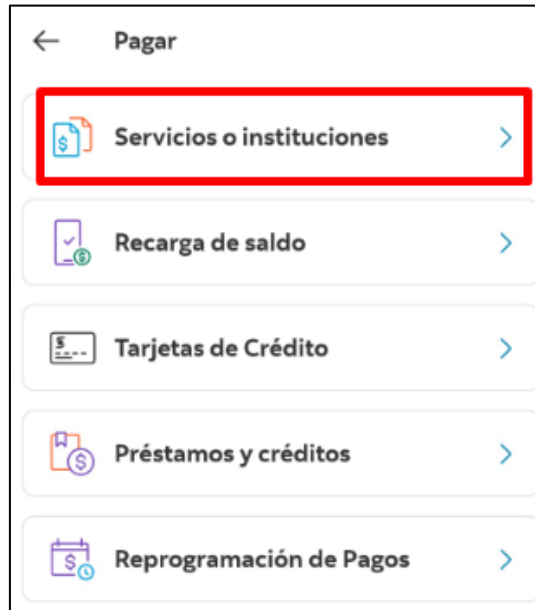 Pagar
Servicios o instituciones
Recarga de saldo
Tarjetas de Crédito
Préstamos y créditos
Reprogramación de Pagos